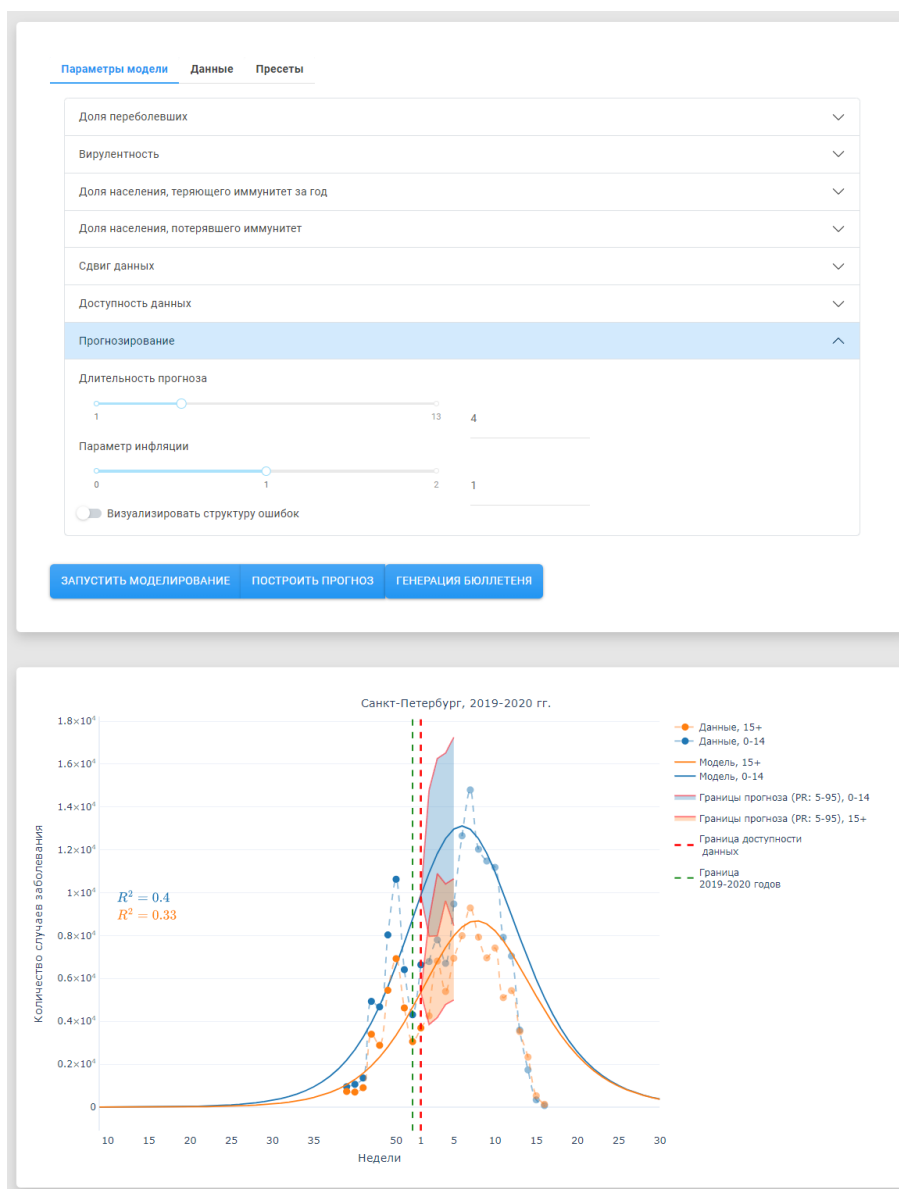 Параметры модели Данные Пресеты
Доля переболевших
Вирулентность
Доля населения, теряющего иммунитет за год
Доля населения, потерявшего иммунитет
Сдвиг данных
Доступность данных
Прогнозирование
Длительность прогноза
1 13 4
Параметр инфляции
0 1 2 1
Визуализировать структуру ошибок
ЗАПУСТИТЬ МОДЕЛИРОВАНИЕ ПОСТРОИТЬ ПРОГНОЗ ГЕНЕРАЦИЯ БЮЛЛЕТЕНЯ
Санкт-Петербург, 2019-2020 гг.
Количество случаев заболевания
1.8×10⁴
1.6×10⁴
1.4×10⁴
1.2×10⁴
1×10⁴
0.8×10⁴
0.6×10⁴
0.4×10⁴
0.2×10⁴
0
R² = 0.4
R² = 0.33
10 15 20 25 30 35 50 1 5 10 15 20 25 30
Недели
Данные, 15+
Данные, 0-14
Модель, 15+
Модель, 0-14
Границы прогноза (PR: 5-95), 0-14
Границы прогноза (PR: 5-95), 15+
Граница доступности
данных
Граница
2019-2020 годов